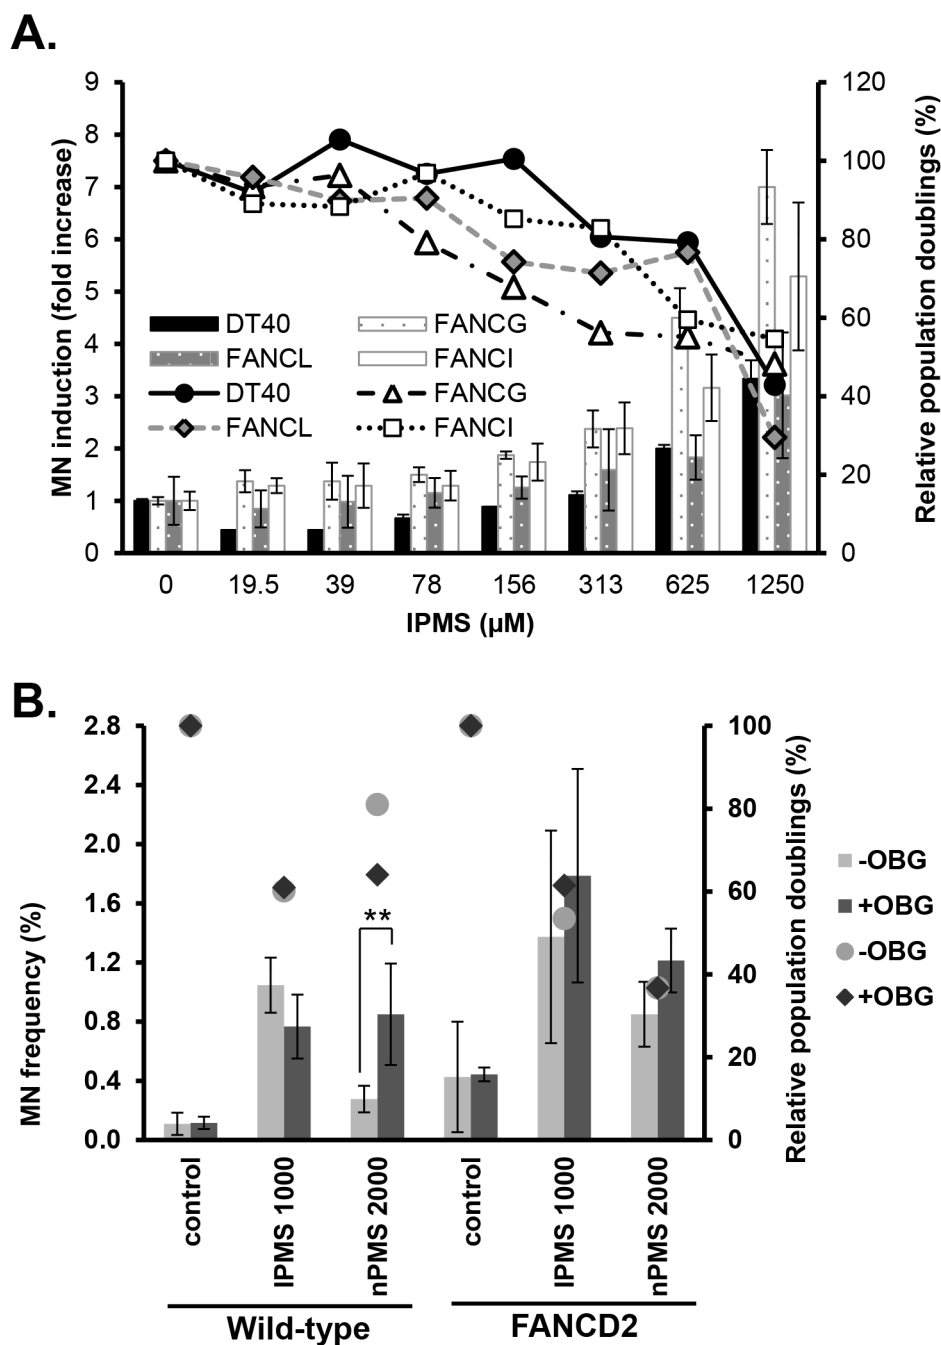 A.
MN induction (fold increase)
9
8
7
6
5
4
3
2
1
0
DT40
FANCG
FANCL
FANCI
DT40
FANCG
FANCL
FANCI
120
100
80
60
40
20
0
Relative population doublings (%)
0 19.5 39 78 156 313 625 1250
IPMS (µM)
B.
MN frequency (%)
2.8
2.4
2.0
1.6
1.2
0.8
0.4
0.0
**
100
80
60
40
20
0
Relative population doublings (%)
-OBG
+OBG
-OBG
+OBG
control
IPMS 1000
nPMS 2000
control
IPMS 1000
nPMS 2000
Wild-type
FANCD2